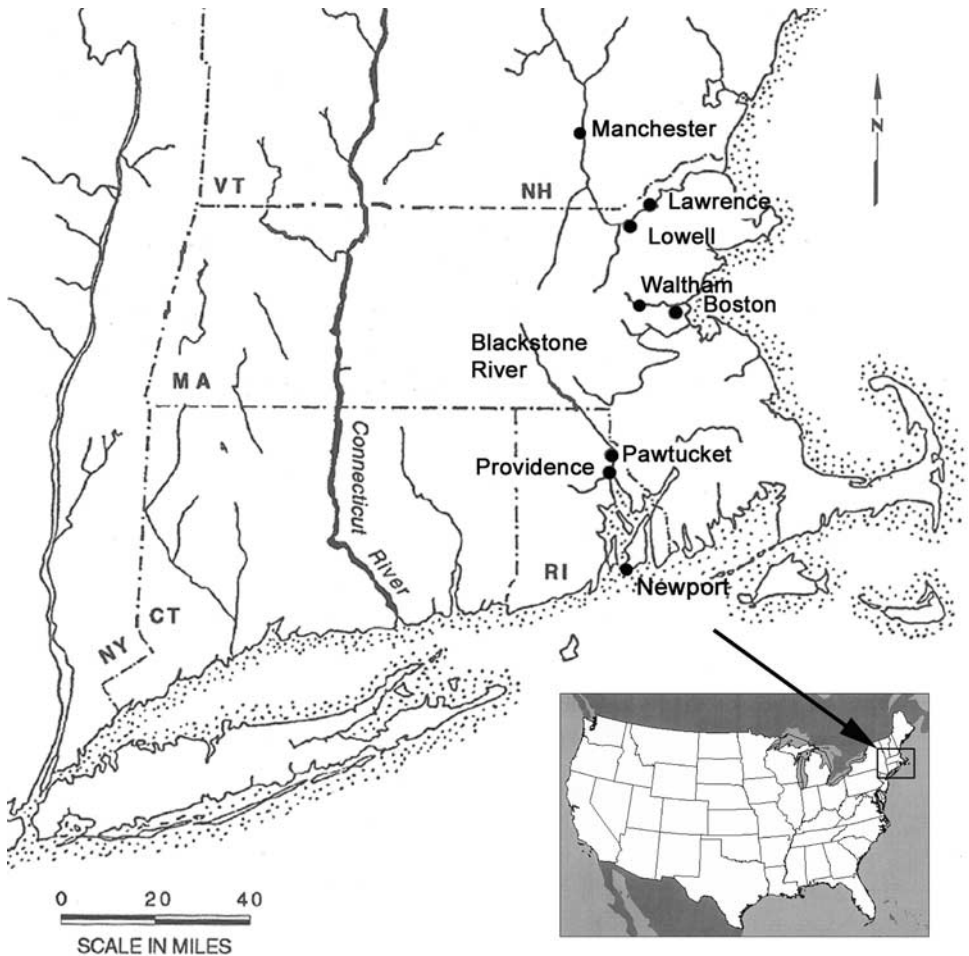 N
Manchester
VT
NH
Lawrence
Lowell
Waltham
Boston
Blackstone
River
MA
Connecticut
River
Pawtucket
Providence
RI
Newport
CT
NY
0 20 40
SCALE IN MILES